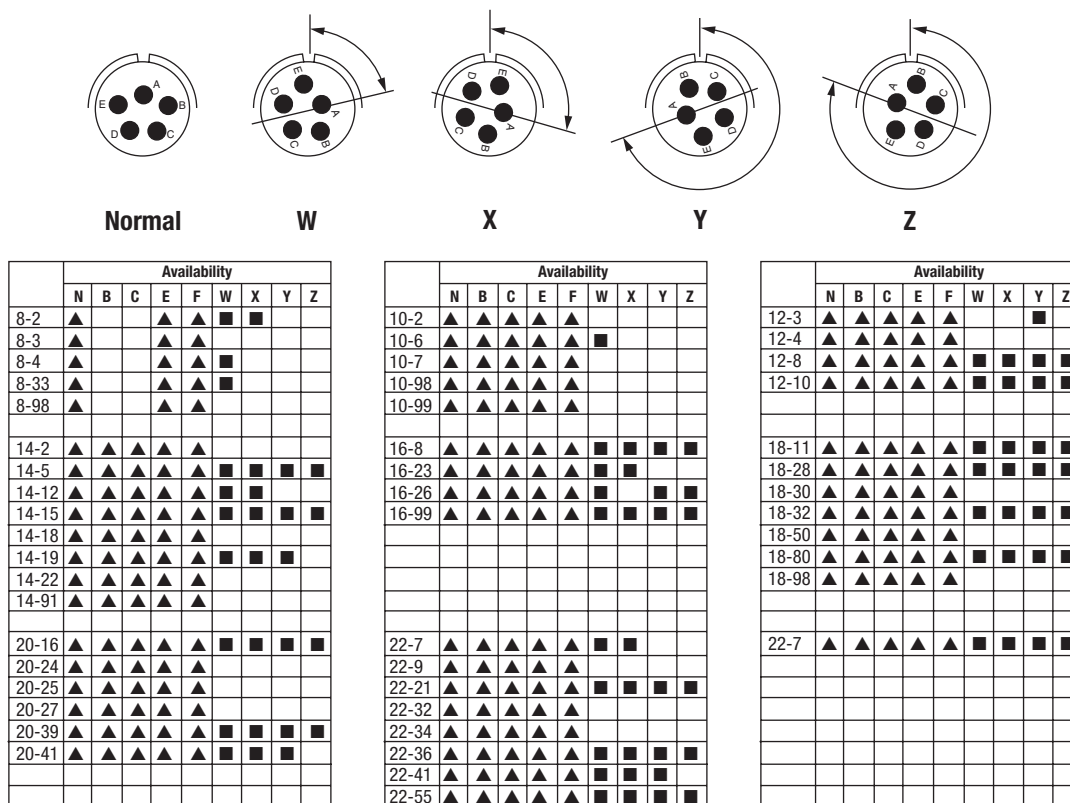 A
B
C
D
E
E
D
A
C
B
D
E
C
A
B
B
C
A
D
E
B
A
C
D
E
Normal
W
X
Y
Z
Availability
N B C E F W X Y Z
8-2
8-3
8-4
8-33
8-98
14-2
14-5
14-12
14-15
14-18
14-19
14-22
14-91
20-16
20-24
20-25
20-27
20-39
20-41
Availability
N B C E F W X Y Z
10-2
10-6
10-7
10-98
10-99
16-8
16-23
16-26
16-99
22-7
22-9
22-21
22-32
22-34
22-36
22-41
22-55
Availability
N B C E F W X Y Z
12-3
12-4
12-8
12-10
18-11
18-28
18-30
18-32
18-50
18-80
18-98
22-7